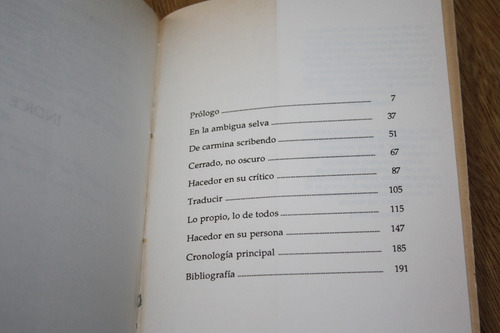 INDICE
Prólogo 7
En la ambigua selva 37
De carmina scribendo 51
Cerrado, no oscuro 67
Hacedor en su crítico 87
Traducir 105
Lo propio, lo de todos 115
Hacedor en su persona 147
Cronología principal 185
Bibliografía 191